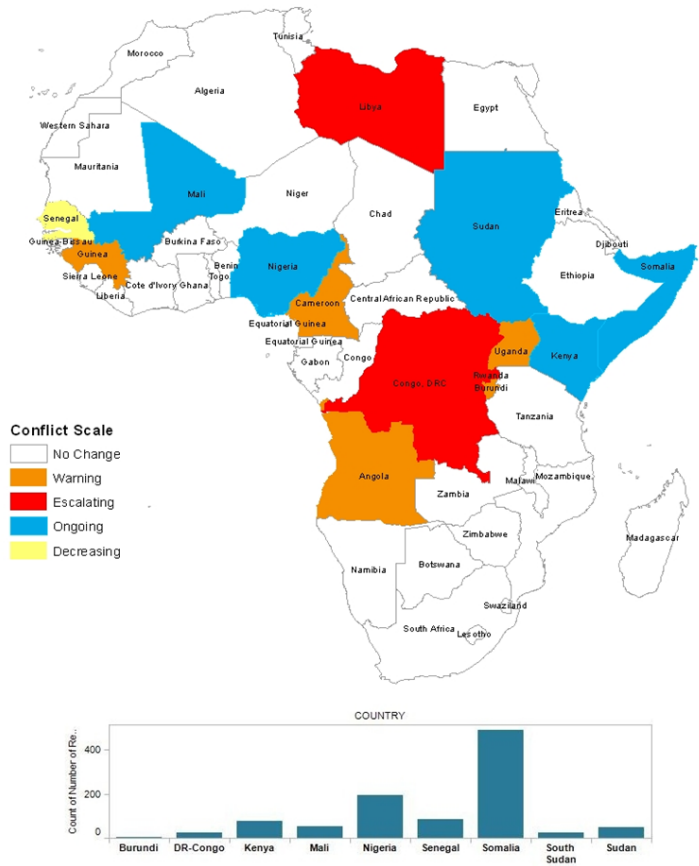 Tunisia
Morocco
Algeria
Libya
Egypt
Western Sahara
Mauritania
Mali
Niger
Chad
Sudan
Eritrea
Senegal
Guinea-Bissau
Burkina Faso
Djibouti
Guinea
Benin
Nigeria
Somalia
Sierra Leone
Togo
Ethiopia
Cote d'Ivory
Ghana
Liberia
Cameroon
Central African Republic
Equatorial Guinea
Equatorial Guinea
Gabon
Congo
Uganda
Kenya
Rwanda
Congo, DRC
Burundi
Tanzania
Angola
Malawi
Mozambique
Zambia
Zimbabwe
Madagascar
Namibia
Botswana
Swaziland
South Africa
Lesotho
Conflict Scale
No Change
Warning
Escalating
Ongoing
Decreasing
COUNTRY
Count of Number of Re..
400
200
0
Burundi DR-Congo Kenya Mali Nigeria Senegal Somalia South Sudan
Sudan